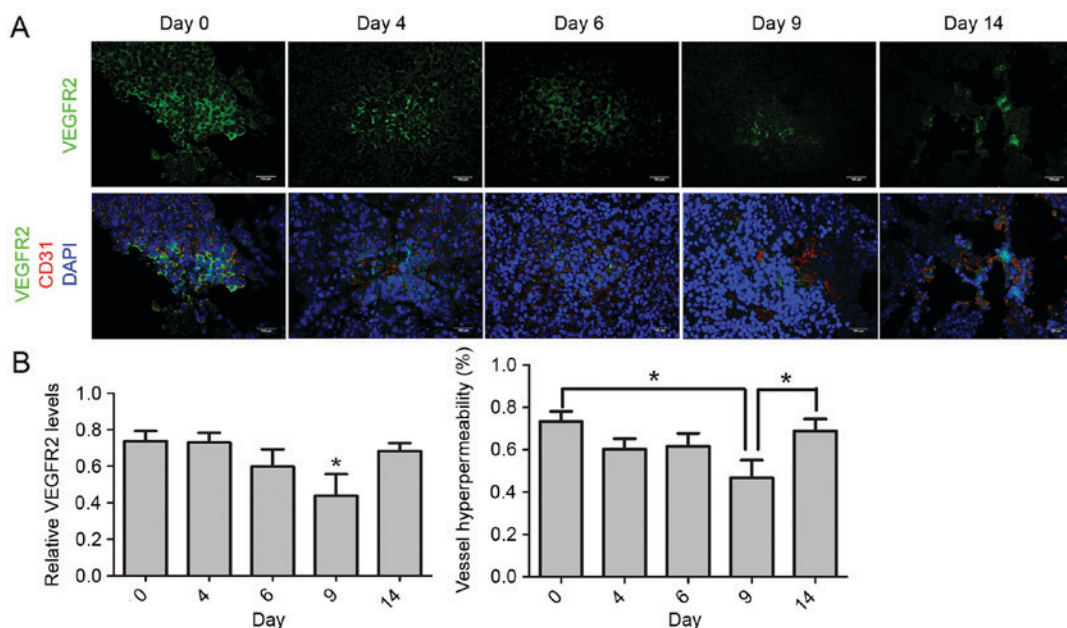 A
Day 0 Day 4 Day 6 Day 9 Day 14
VEGFR2
VEGFR2
CD31
DAPI
B
Relative VEGFR2 levels
1.0
0.8
0.6
0.4
0.2
0.0
*
0 4 6 9 14
Day
Vessel hyperpermeability (%)
1.0
0.8
0.6
0.4
0.2
0.0
* *
0 4 6 9 14
Day